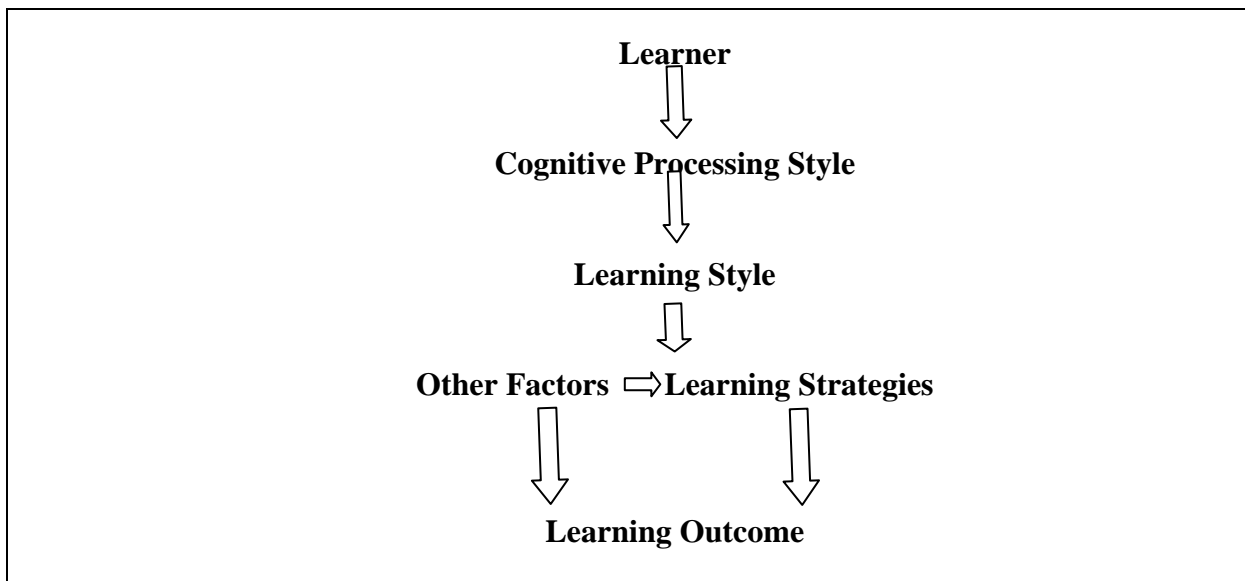 Learner
Cognitive Processing Style
Learning Style
Other Factors Learning Strategies
Learning Outcome